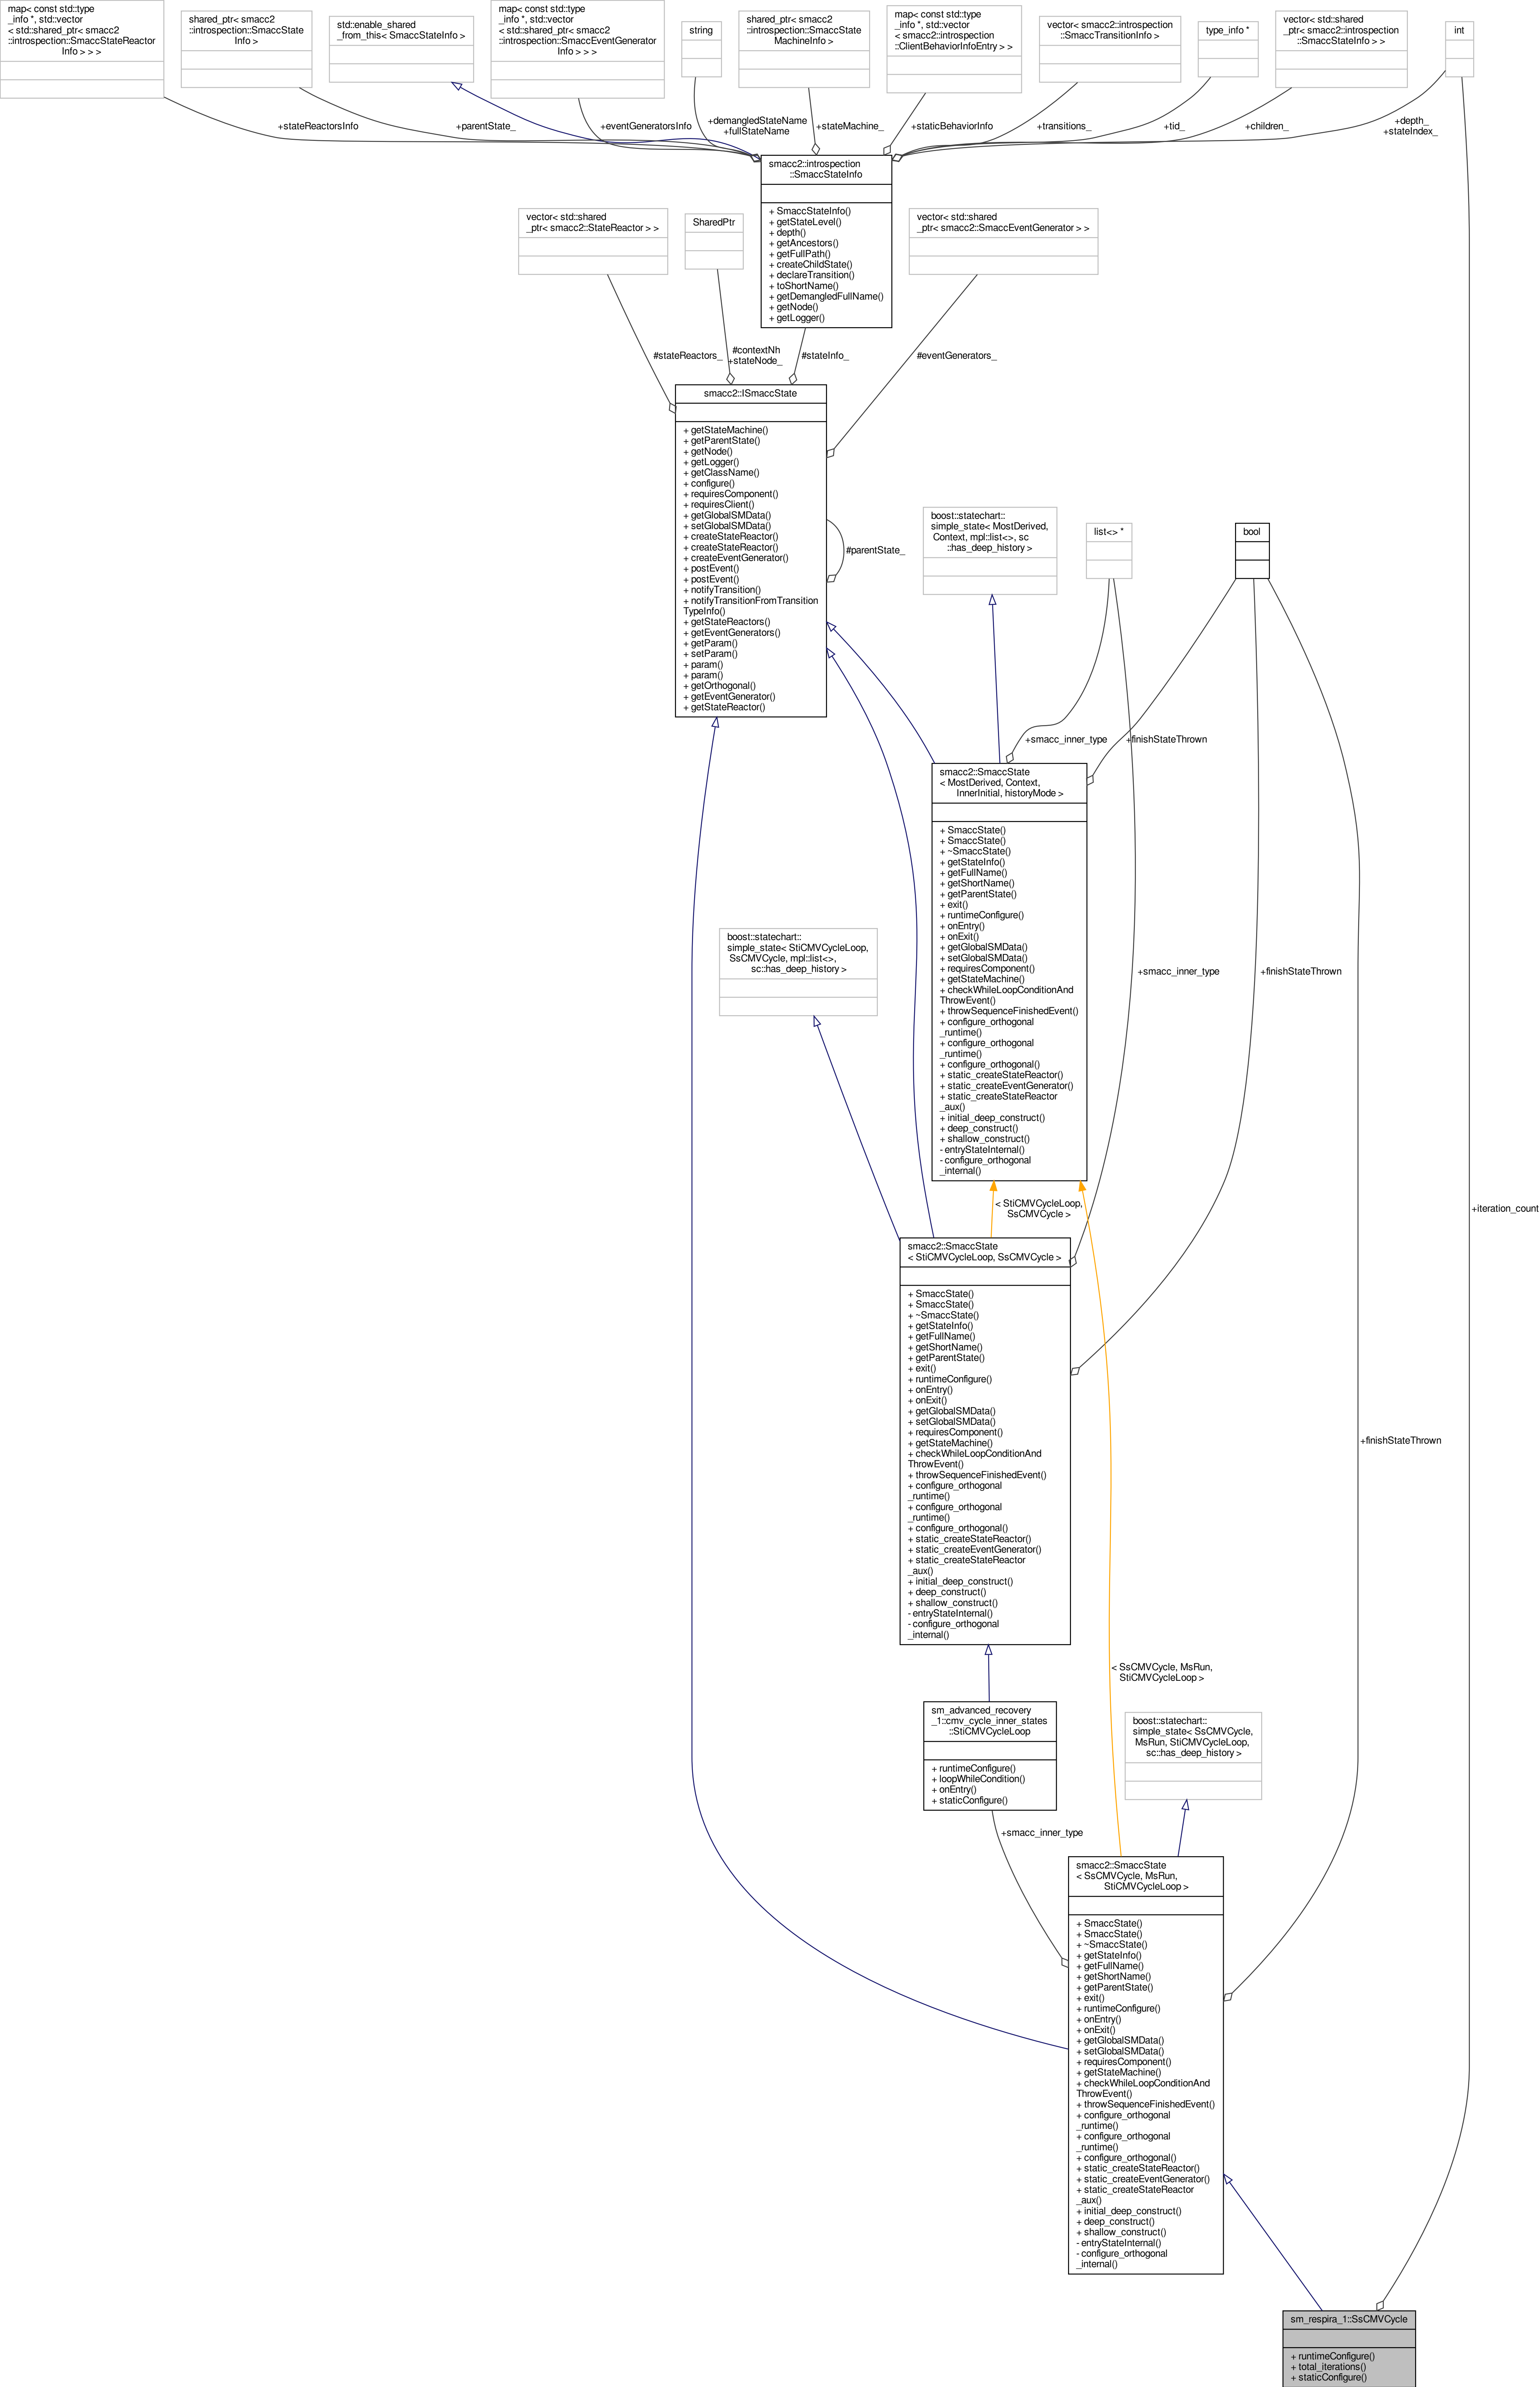 map< const std::type
_info *, std::vector
< std::shared_ptr< smacc2
::introspection::SmaccStateReactor
Info > > >
shared_ptr< smacc2
::introspection::SmaccState
Info >
std::enable_shared
_from_this< SmaccStateInfo >
map< const std::type
_info *, std::vector
< std::shared_ptr< smacc2
::introspection::SmaccEventGenerator
Info > > >
string
shared_ptr< smacc2
::introspection::SmaccState
MachineInfo >
map< const std::type
_info *, std::vector
< smacc2::introspection
::ClientBehaviorInfoEntry > >
vector< smacc2::introspection
::SmaccTransitionInfo >
type_info *
vector< std::shared
_ptr< smacc2::introspection
::SmaccStateInfo > >
int
+stateReactorsInfo
+parentState_
+eventGeneratorsInfo
+demangledStateName
+fullStateName
+stateMachine_
+staticBehaviorInfo
+transitions_
+tid_
+children_
+depth_
+stateIndex_
smacc2::introspection
::SmaccStateInfo
+ SmaccStateInfo()
+ getStateLevel()
+ depth()
+ getAncestors()
+ getFullPath()
+ createChildState()
+ declareTransition()
+ toShortName()
+ getDemangledFullName()
+ getNode()
+ getLogger()
vector< std::shared
_ptr< smacc2::StateReactor > >
SharedPtr
vector< std::shared
_ptr< smacc2::SmaccEventGenerator > >
#stateReactors_
#contextNh
+stateNode_
#stateInfo_
#eventGenerators_
smacc2::ISmaccState
+ getStateMachine()
+ getParentState()
+ getNode()
+ getLogger()
+ getClassName()
+ configure()
+ requiresComponent()
+ requiresClient()
+ getGlobalSMData()
+ setGlobalSMData()
+ createStateReactor()
+ createStateReactor()
+ createEventGenerator()
+ postEvent()
+ postEvent()
+ notifyTransition()
+ notifyTransitionFromTransition
TypeInfo()
+ getStateReactors()
+ getEventGenerators()
+ getParam()
+ setParam()
+ param()
+ param()
+ getOrthogonal()
+ getEventGenerator()
+ getStateReactor()
#parentState_
boost::statechart::
simple_state< MostDerived,
Context, mpl::list<>, sc
::has_deep_history >
list<> *
bool
+smacc_inner_type
+finishStateThrown
smacc2::SmaccState
< MostDerived, Context,
InnerInitial, historyMode >
+ SmaccState()
+ SmaccState()
+ ~SmaccState()
+ getStateInfo()
+ getFullName()
+ getShortName()
+ getParentState()
+ exit()
+ runtimeConfigure()
+ onEntry()
+ onExit()
+ getGlobalSMData()
+ setGlobalSMData()
+ requiresComponent()
+ getStateMachine()
+ checkWhileLoopConditionAnd
ThrowEvent()
+ throwSequenceFinishedEvent()
+ configure_orthogonal
_runtime()
+ configure_orthogonal
_runtime()
+ configure_orthogonal()
+ static_createStateReactor()
+ static_createEventGenerator()
+ static_createStateReactor
_aux()
+ initial_deep_construct()
+ deep_construct()
+ shallow_construct()
- entryStateInternal()
- configure_orthogonal
_internal()
boost::statechart::
simple_state< StiCMVCycleLoop,
SsCMVCycle, mpl::list<>,
sc::has_deep_history >
+smacc_inner_type
+finishStateThrown
< StiCMVCycleLoop,
SsCMVCycle >
+iteration_count
smacc2::SmaccState
< StiCMVCycleLoop, SsCMVCycle >
+ SmaccState()
+ SmaccState()
+ ~SmaccState()
+ getStateInfo()
+ getFullName()
+ getShortName()
+ getParentState()
+ exit()
+ runtimeConfigure()
+ onEntry()
+ onExit()
+ getGlobalSMData()
+ setGlobalSMData()
+ requiresComponent()
+ getStateMachine()
+ checkWhileLoopConditionAnd
ThrowEvent()
+ throwSequenceFinishedEvent()
+ configure_orthogonal
_runtime()
+ configure_orthogonal
_runtime()
+ configure_orthogonal()
+ static_createStateReactor()
+ static_createEventGenerator()
+ static_createStateReactor
_aux()
+ initial_deep_construct()
+ deep_construct()
+ shallow_construct()
- entryStateInternal()
- configure_orthogonal
_internal()
+finishStateThrown
< SsCMVCycle, MsRun,
StiCMVCycleLoop >
sm_advanced_recovery
_1::cmv_cycle_inner_states
::StiCMVCycleLoop
+ runtimeConfigure()
+ loopWhileCondition()
+ onEntry()
+ staticConfigure()
boost::statechart::
simple_state< SsCMVCycle,
MsRun, StiCMVCycleLoop,
sc::has_deep_history >
+smacc_inner_type
smacc2::SmaccState
< SsCMVCycle, MsRun,
StiCMVCycleLoop >
+ SmaccState()
+ SmaccState()
+ ~SmaccState()
+ getStateInfo()
+ getFullName()
+ getShortName()
+ getParentState()
+ exit()
+ runtimeConfigure()
+ onEntry()
+ onExit()
+ getGlobalSMData()
+ setGlobalSMData()
+ requiresComponent()
+ getStateMachine()
+ checkWhileLoopConditionAnd
ThrowEvent()
+ throwSequenceFinishedEvent()
+ configure_orthogonal
_runtime()
+ configure_orthogonal
_runtime()
+ configure_orthogonal()
+ static_createStateReactor()
+ static_createEventGenerator()
+ static_createStateReactor
_aux()
+ initial_deep_construct()
+ deep_construct()
+ shallow_construct()
- entryStateInternal()
- configure_orthogonal
_internal()
sm_respira_1::SsCMVCycle
+ runtimeConfigure()
+ total_iterations()
+ staticConfigure()